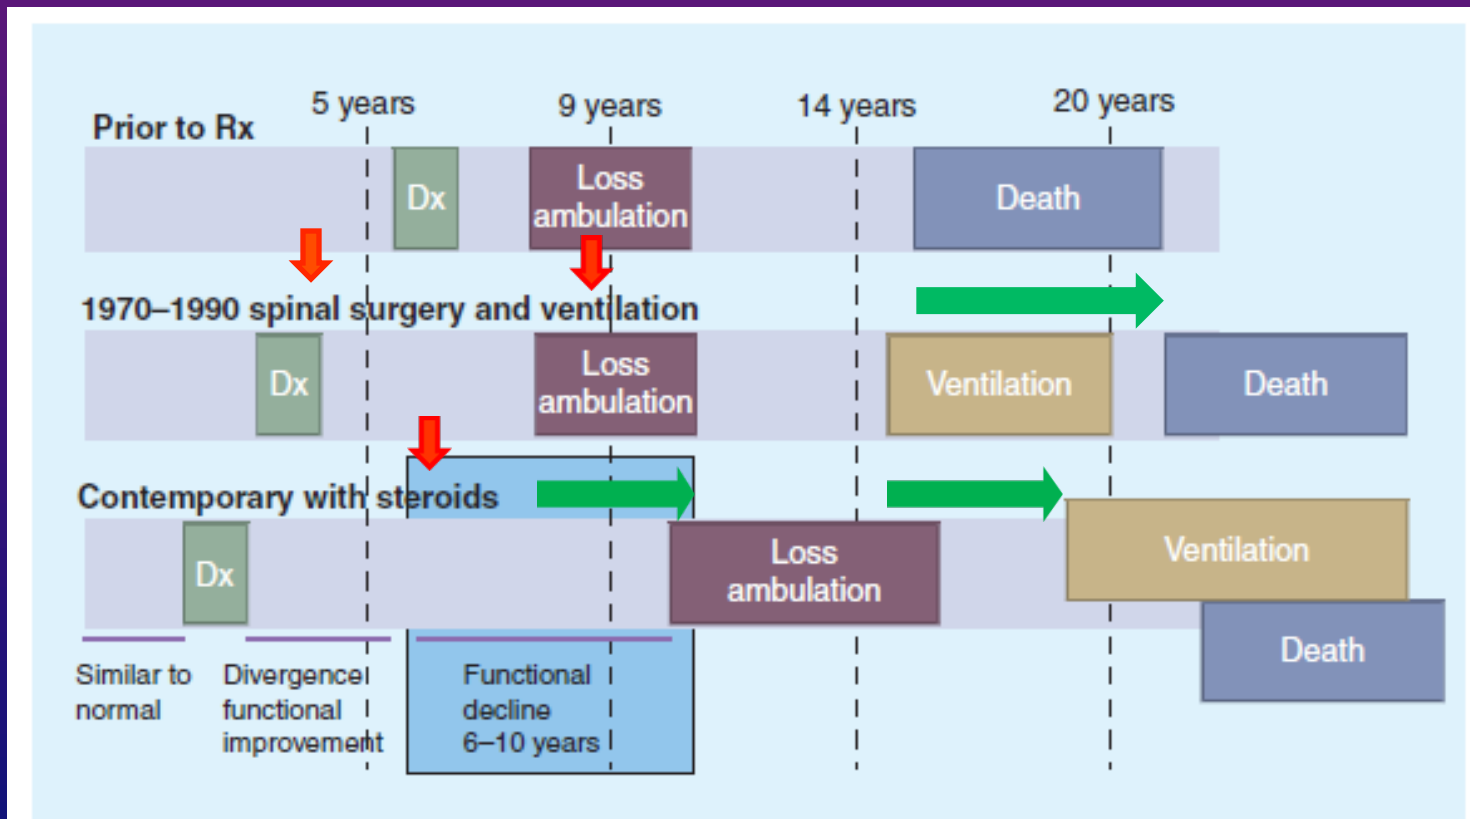 5 years
9 years
14 years
20 years
Prior to Rx
Dx
Loss
ambulation
Death
1970–1990 spinal surgery and ventilation
Dx
Loss
ambulation
Ventilation
Death
Contemporary with steroids
Dx
Loss
ambulation
Ventilation
Death
Similar to
normal
Divergence
functional
improvement
Functional
decline
6–10 years